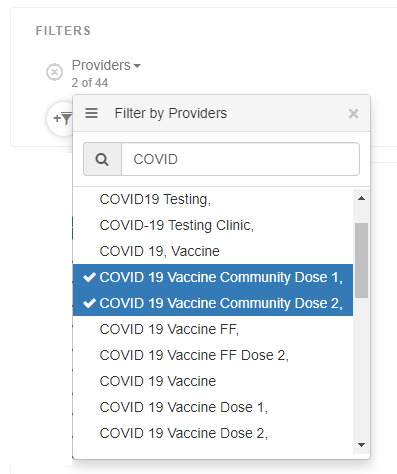 FILTERS
Providers
2 of 44
Filter by Providers
COVID
COVID19 Testing,
COVID-19 Testing Clinic,
COVID 19, Vaccine
COVID 19 Vaccine Community Dose 1,
COVID 19 Vaccine Community Dose 2,
COVID 19 Vaccine FF,
COVID 19 Vaccine FF Dose 2,
COVID 19 Vaccine
COVID 19 Vaccine Dose 1,
COVID 19 Vaccine Dose 2,